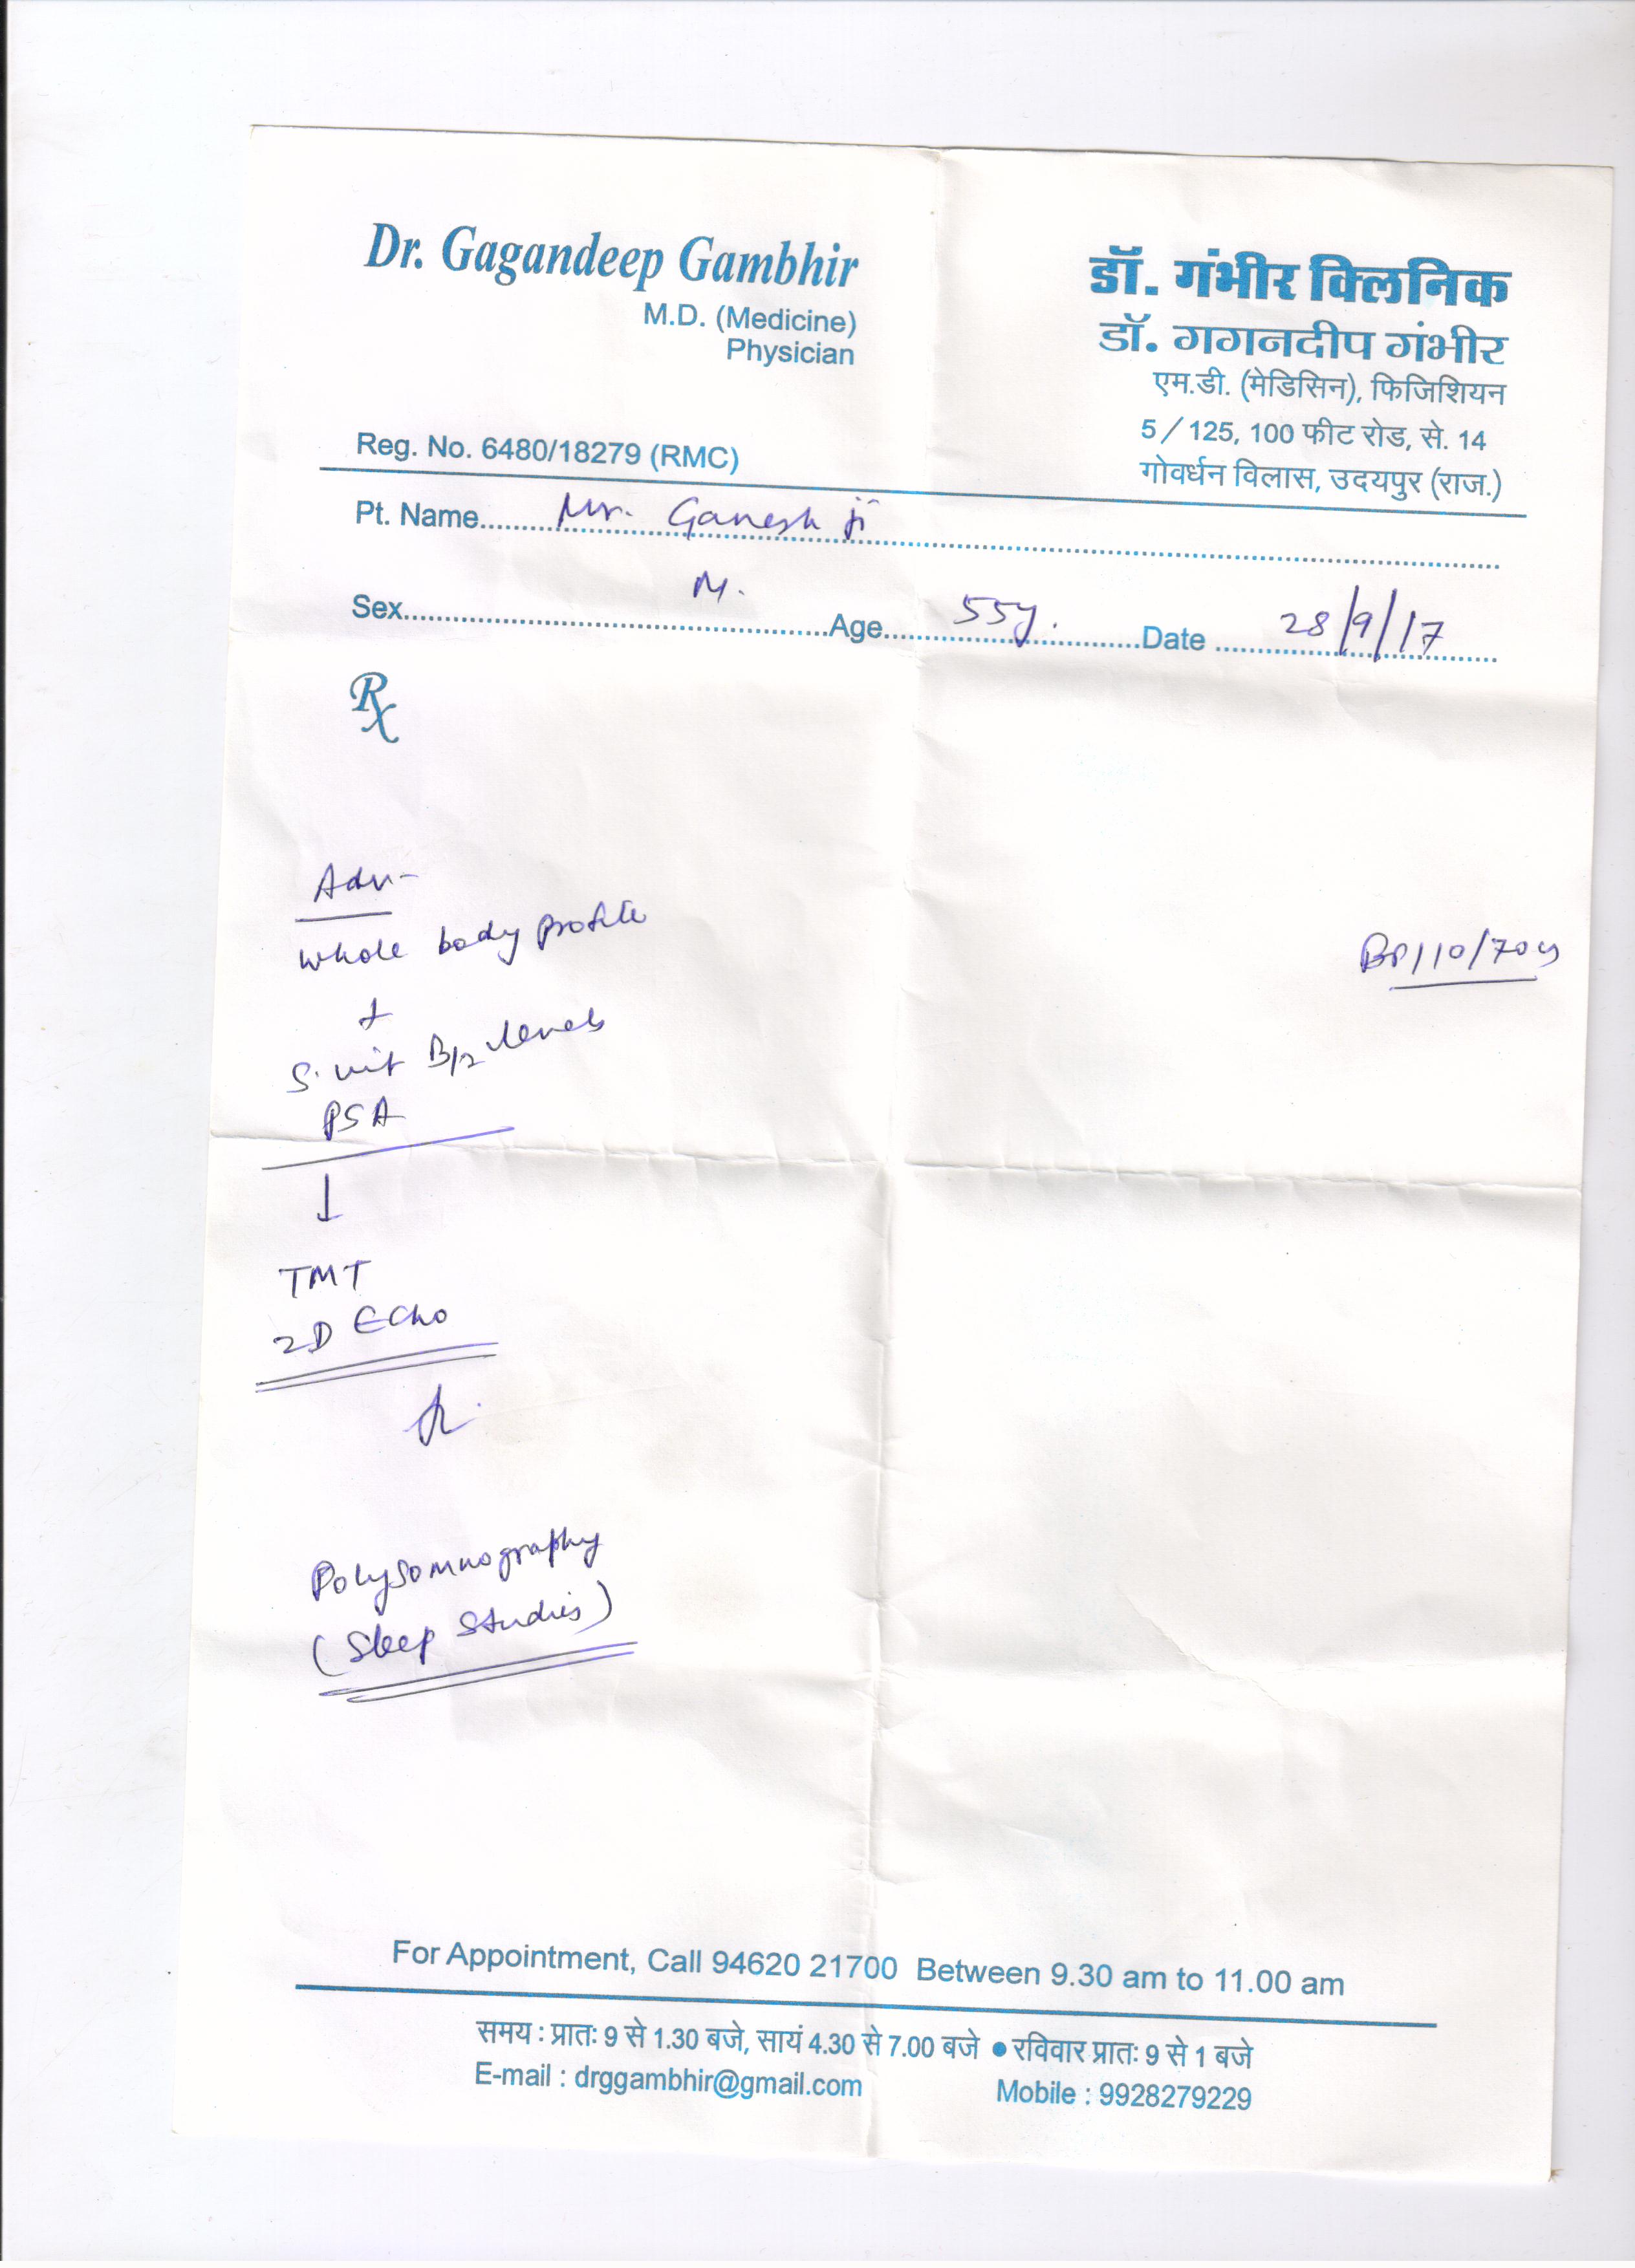 Dr. Gagandeep Gambhir
M.D. (Medicine)
Physician
Reg. No. 6480/18279 (RMC)
डॉ. गंभीर क्लिनिक
डॉ. गगनदीप गंभीर
एम.डी. (मेडिसिन), फिजिशियन
5/125, 100 फीट रोड, से. 14
गोवर्धन विलास, उदयपुर (राज.)
Pt. Name Mr. Ganesh ji
Sex M. Age 55y. Date 28/9/17
Rx
Adv-
whole body profile
+
S. vit B12 levels
PSA
↓
TMT
2D Echo
Polysomnography
(Sleep Studies)
BP 110/70
For Appointment, Call 94620 21700 Between 9.30 am to 11.00 am
समय : प्रातः 9 से 1.30 बजे, सायं 4.30 से 7.00 बजे ● रविवार प्रातः 9 से 1 बजे
E-mail : drggambhir@gmail.com Mobile : 9928279229